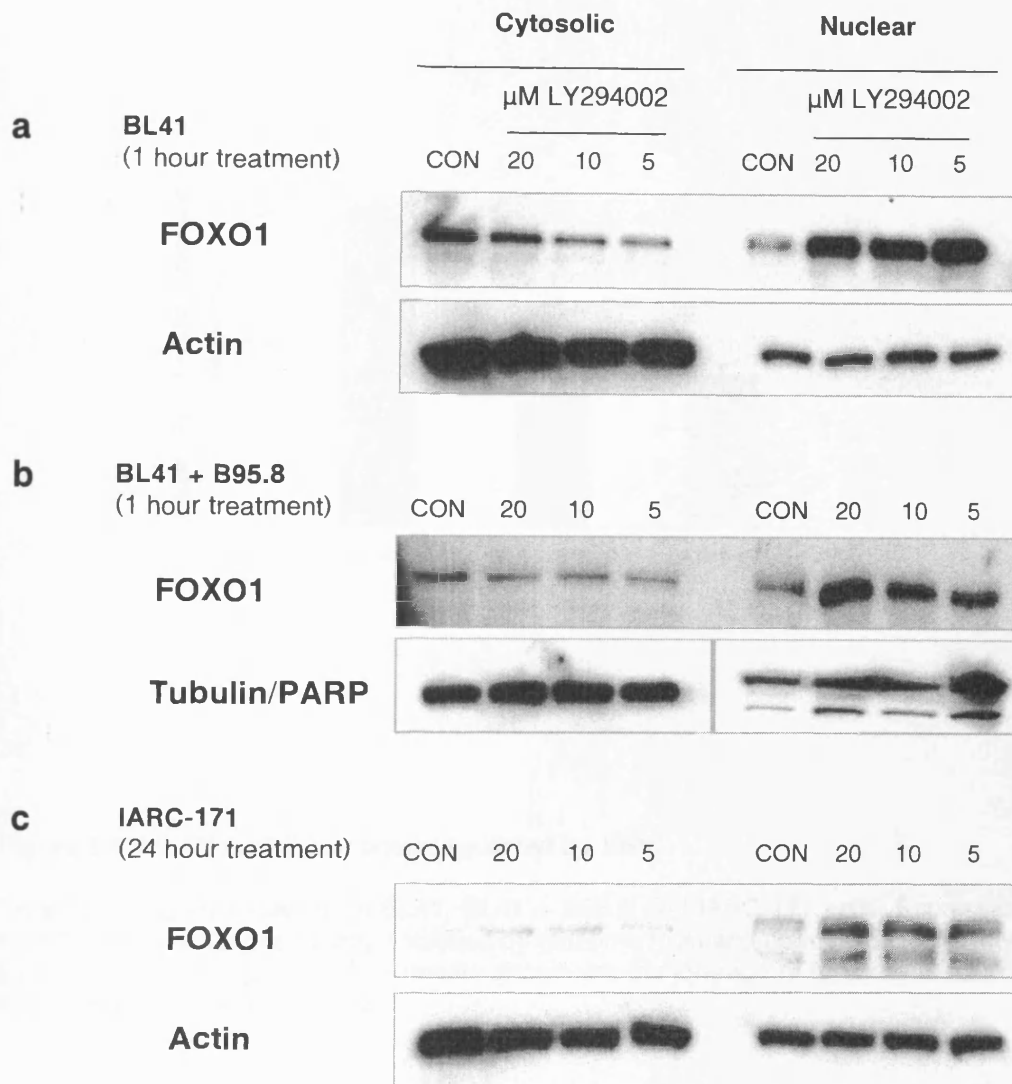 Cytosolic Nuclear
µM LY294002 µM LY294002
a BL41
(1 hour treatment) CON 20 10 5 CON 20 10 5
FOXO1
Actin
b BL41 + B95.8
(1 hour treatment) CON 20 10 5 CON 20 10 5
FOXO1
Tubulin/PARP
c IARC-171
(24 hour treatment) CON 20 10 5 CON 20 10 5
FOXO1
Actin